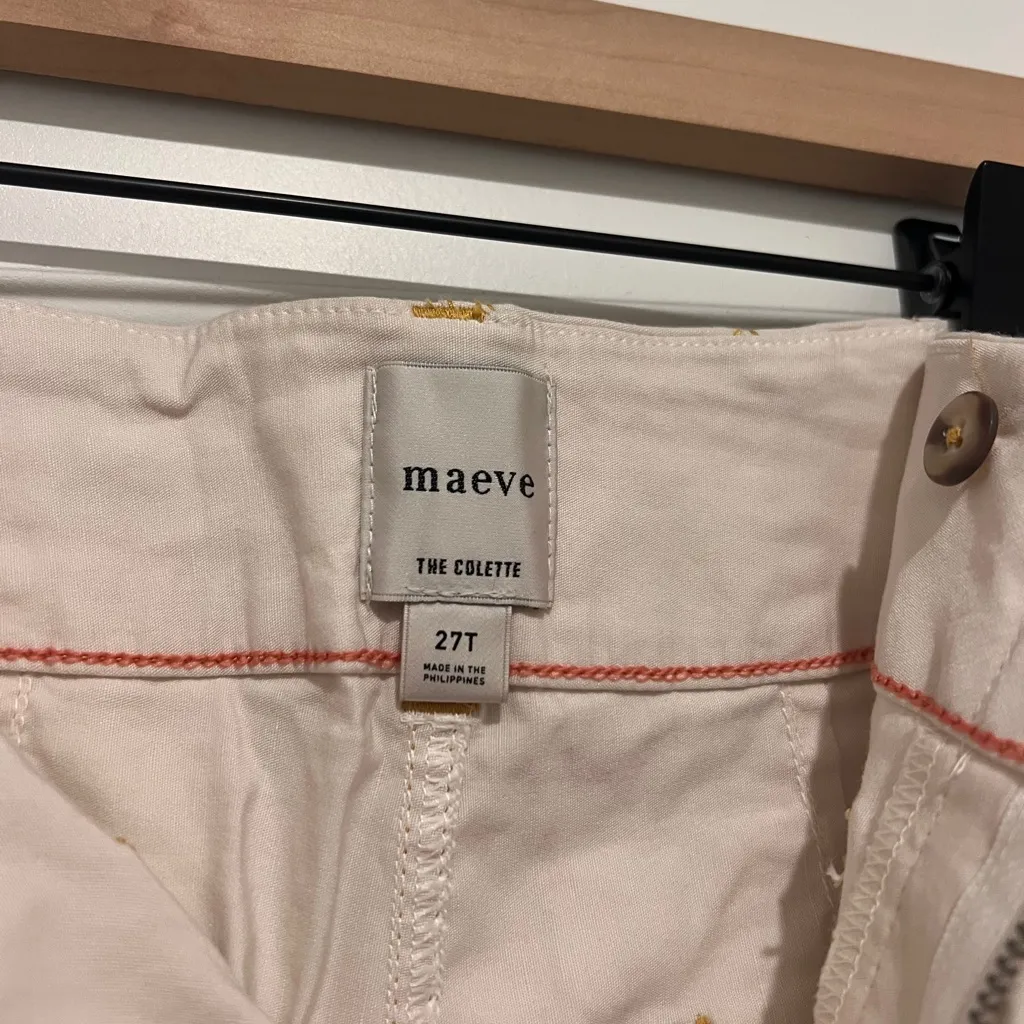 maeve
THE COLETTE
27T
MADE IN THE
PHILIPPINES